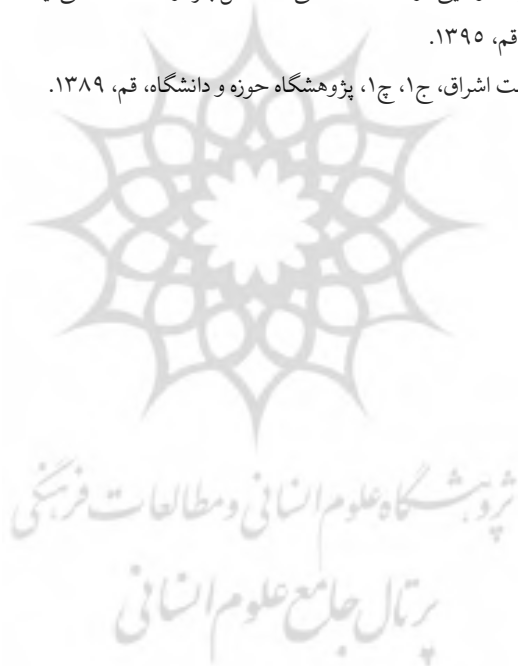 قم، ۱۳۹۵.
ت اشراق، ج۱، چ۱، پژوهشگاه حوزه و دانشگاه، قم، ۱۳۸۹.
پژوهشگاه علوم انسانی و مطالعات فرهنگی
پرتال جامع علوم انسانی